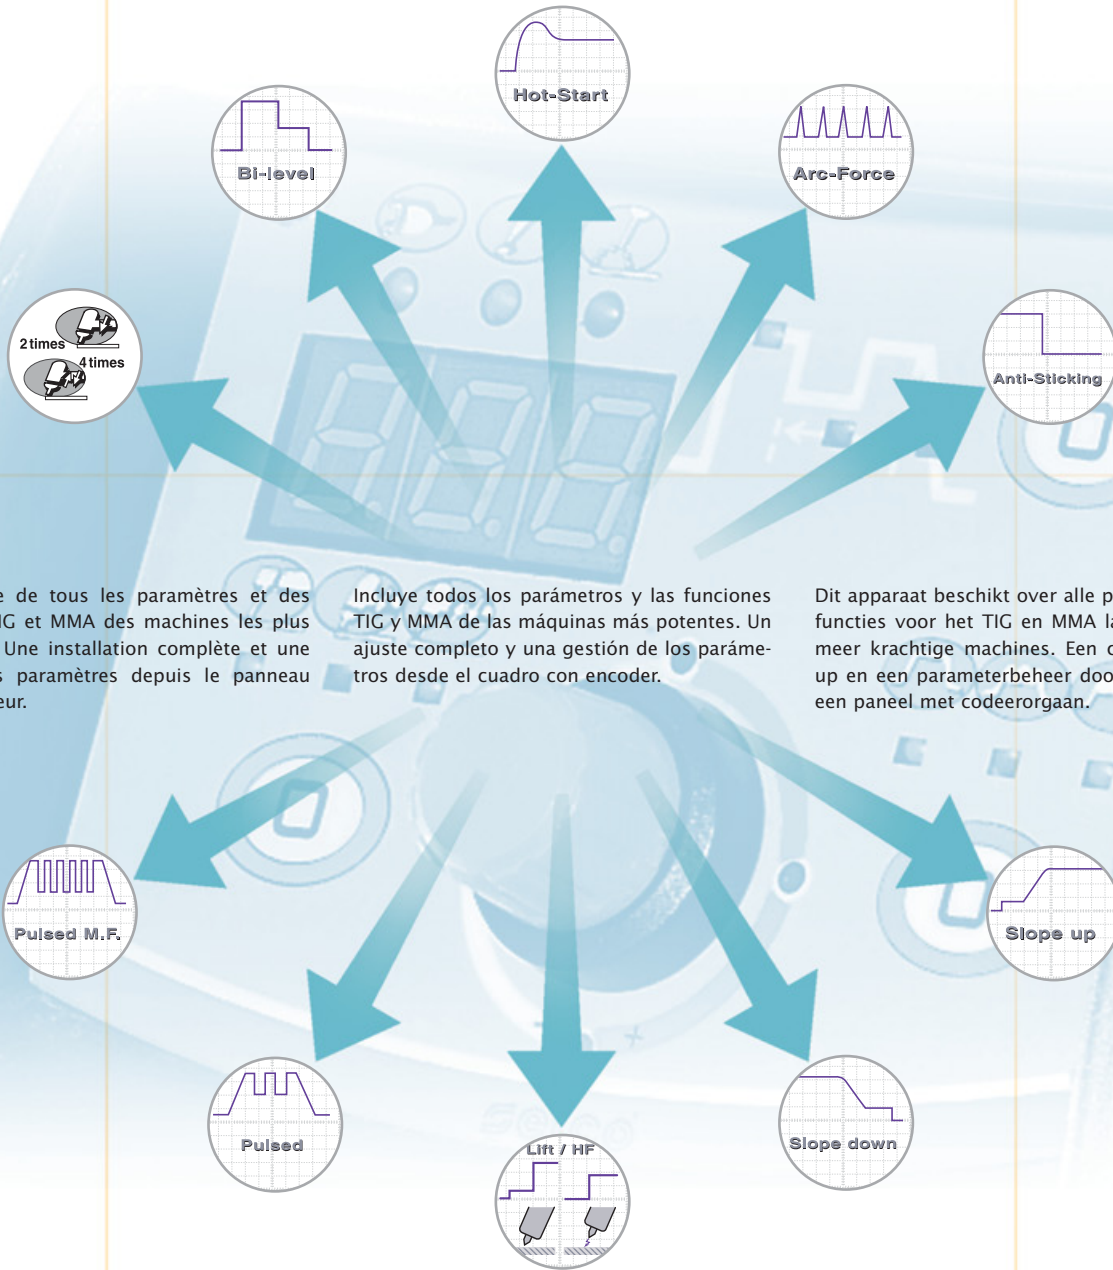 Hot-Start
Bi-level
Arc-Force
2 times
4 times
Anti-Sticking
e de tous les paramètres et des
IG et MMA des machines les plus
Une installation complète et une
s paramètres depuis le panneau
eur.
Incluye todos los parámetros y las funciones
TIG y MMA de las máquinas más potentes. Un
ajuste completo y una gestión de los paráme-
tros desde el cuadro con encoder.
Dit apparaat beschikt over alle p
functies voor het TIG en MMA la
meer krachtige machines. Een c
up en een parameterbeheer doo
een paneel met codeerorgaan.
Pulsed M.F.
Slope up
Pulsed
Slope down
Lift / HF